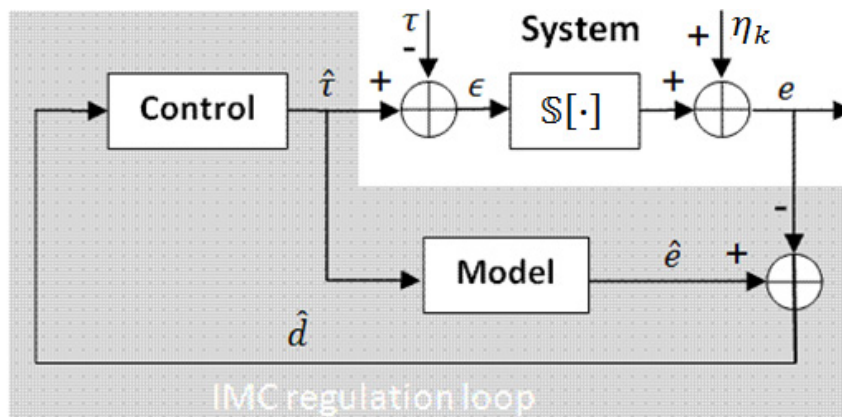 τ
System
η_k
-
+
Control
τ̂
+
ϵ
𝕊[·]
+
e
-
Model
ê
+
d̂
IMC regulation loop